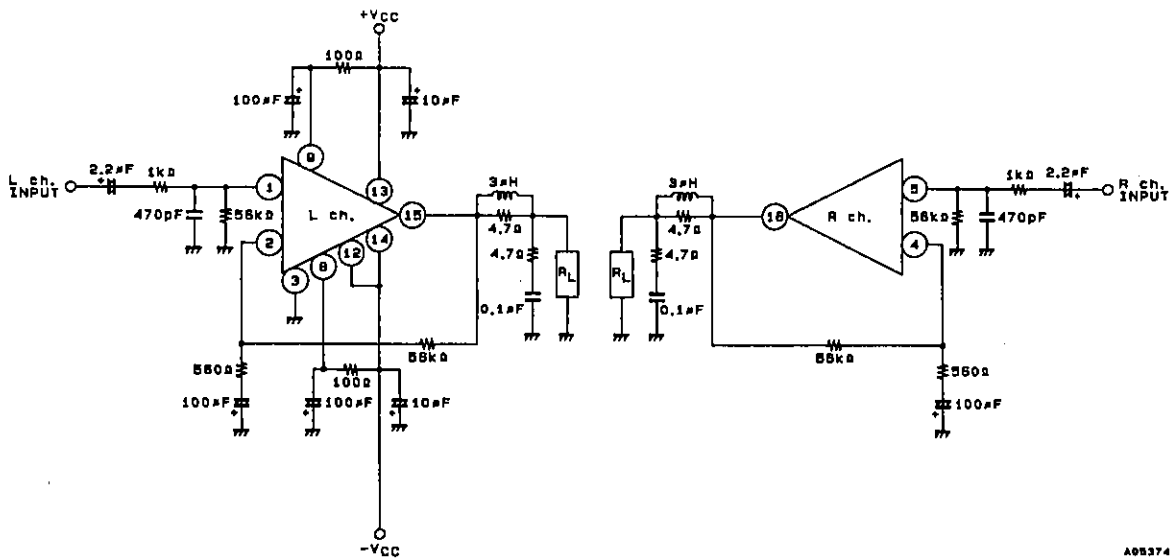 +VCC
100Ω
100µF
10µF
L ch.
INPUT
2.2µF
1kΩ
470pF
56kΩ
1
2
3
8
9
12
13
14
15
L ch.
3µH
4.7Ω
4.7Ω
0.1µF
RL
56kΩ
560Ω
100µF
100µF
100Ω
10µF
-VCC
RL
3µH
4.7Ω
4.7Ω
0.1µF
R ch.
5
4
56kΩ
470pF
1kΩ
2.2µF
R ch.
INPUT
560Ω
100µF
A05374